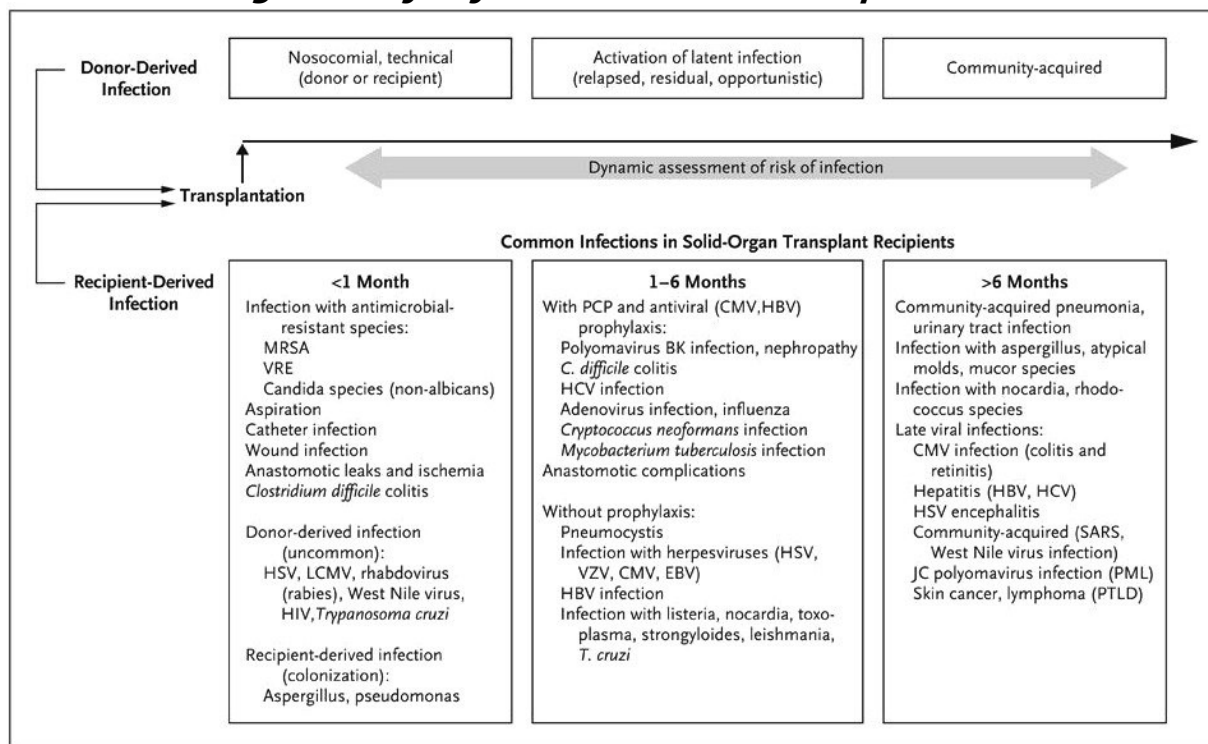 Donor-Derived
Infection
Nosocomial, technical
(donor or recipient)
Activation of latent infection
(relapsed, residual, opportunistic)
Community-acquired
Dynamic assessment of risk of infection
Transplantation
Common Infections in Solid-Organ Transplant Recipients
Recipient-Derived
Infection
<1 Month
Infection with antimicrobial-
resistant species:
MRSA
VRE
Candida species (non-albicans)
Aspiration
Catheter infection
Wound infection
Anastomotic leaks and ischemia
Clostridium difficile colitis
Donor-derived infection
(uncommon):
HSV, LCMV, rhabdovirus
(rabies), West Nile virus,
HIV, Trypanosoma cruzi
Recipient-derived infection
(colonization):
Aspergillus, pseudomonas
1–6 Months
With PCP and antiviral (CMV,HBV)
prophylaxis:
Polyomavirus BK infection, nephropathy
C. difficile colitis
HCV infection
Adenovirus infection, influenza
Cryptococcus neoformans infection
Mycobacterium tuberculosis infection
Anastomotic complications
Without prophylaxis:
Pneumocystis
Infection with herpesviruses (HSV,
VZV, CMV, EBV)
HBV infection
Infection with listeria, nocardia, toxo-
plasma, strongyloides, leishmania,
T. cruzi
>6 Months
Community-acquired pneumonia,
urinary tract infection
Infection with aspergillus, atypical
molds, mucor species
Infection with nocardia, rhodo-
coccus species
Late viral infections:
CMV infection (colitis and
retinitis)
Hepatitis (HBV, HCV)
HSV encephalitis
Community-acquired (SARS,
West Nile virus infection)
JC polyomavirus infection (PML)
Skin cancer, lymphoma (PTLD)